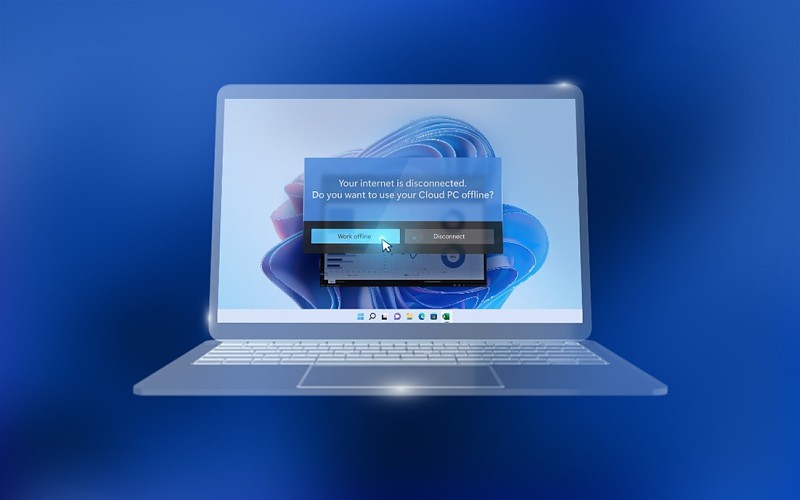 Your internet is disconnected.
Do you want to use your Cloud PC offline?
Work offline
Disconnect